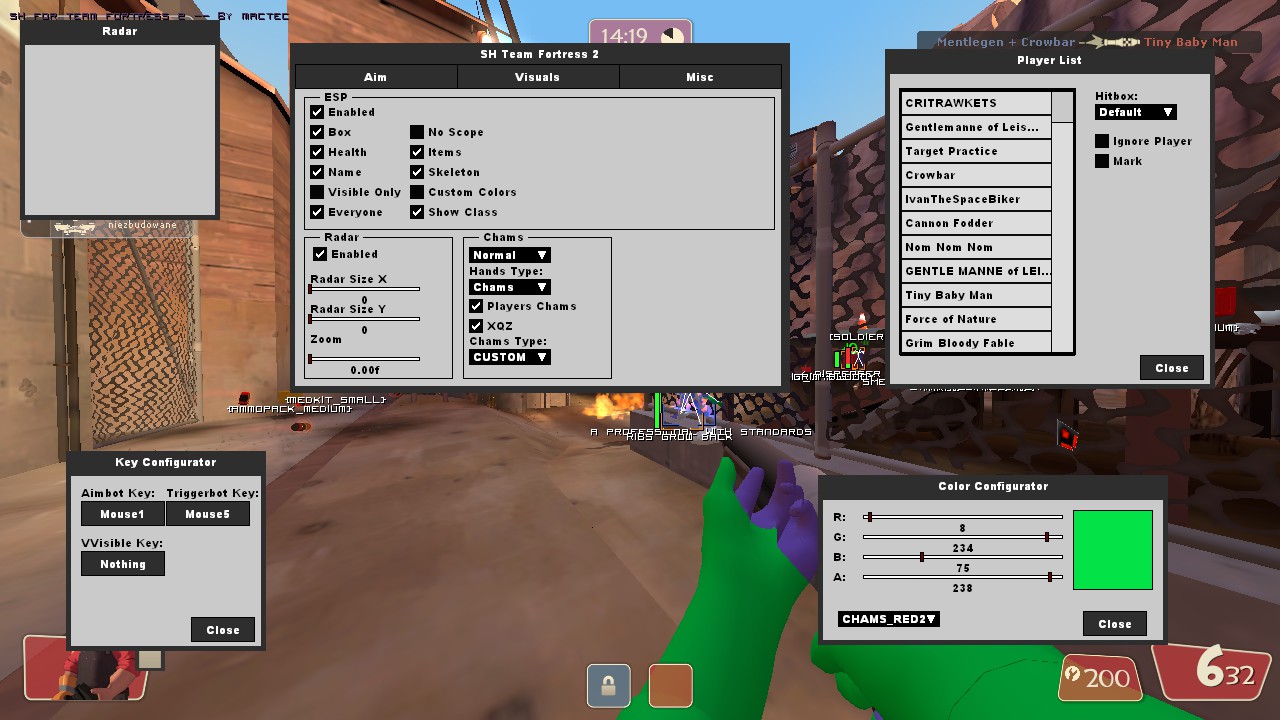 SH FOR TEAM FORTRESS 2 -- BY MACTEC
Radar
niezbudowane
14:19
SH Team Fortress 2
Aim
Visuals
Misc
ESP
Enabled
Box
No Scope
Health
Items
Name
Skeleton
Visible Only
Custom Colors
Everyone
Show Class
Radar
Enabled
Radar Size X
0
Radar Size Y
0
Zoom
0.00f
Chams
Normal
Hands Type:
Chams
Players Chams
XQZ
Chams Type:
CUSTOM
Mentlegen + Crowbar
Tiny Baby Man
Player List
CRITRAWKETS
Gentlemanne of Leis...
Target Practice
Crowbar
IvanTheSpaceBiker
Cannon Fodder
Nom Nom Nom
GENTLE MANNE of LEI...
Tiny Baby Man
Force of Nature
Grim Bloody Fable
Hitbox:
Default
Ignore Player
Mark
Close
{SOLDIER
{MEDKIT_SMALL}
{AMMOPACK_MEDIUM}
A PROFESSIONAL WITH STANDARDS
Key Configurator
Aimbot Key:
Triggerbot Key:
Mouse1
Mouse5
VVisible Key:
Nothing
Close
Color Configurator
R:
8
G:
234
B:
75
A:
238
CHAMS_RED2
Close
200
6 32